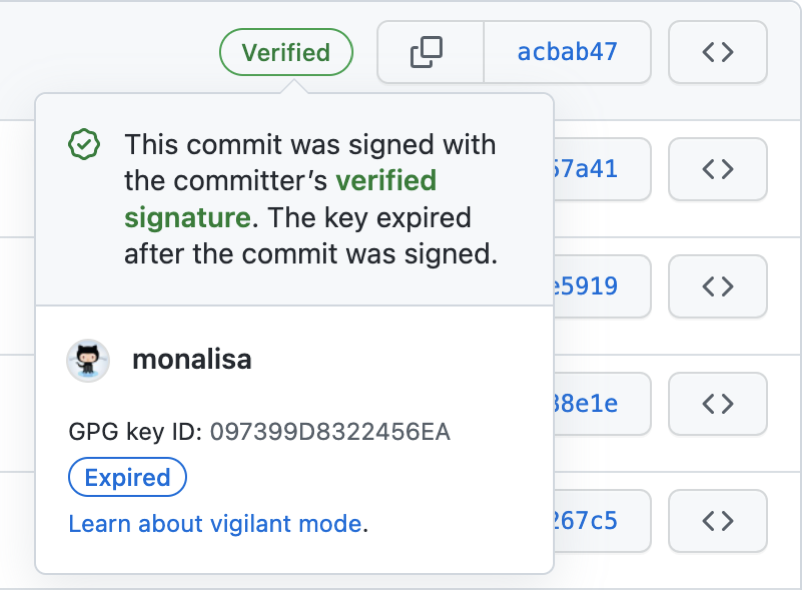 Verified
acbab47
This commit was signed with
the committer’s verified
signature. The key expired
after the commit was signed.
57a41
e5919
38e1e
267c5
monalisa
GPG key ID: 097399D8322456EA
Expired
Learn about vigilant mode.